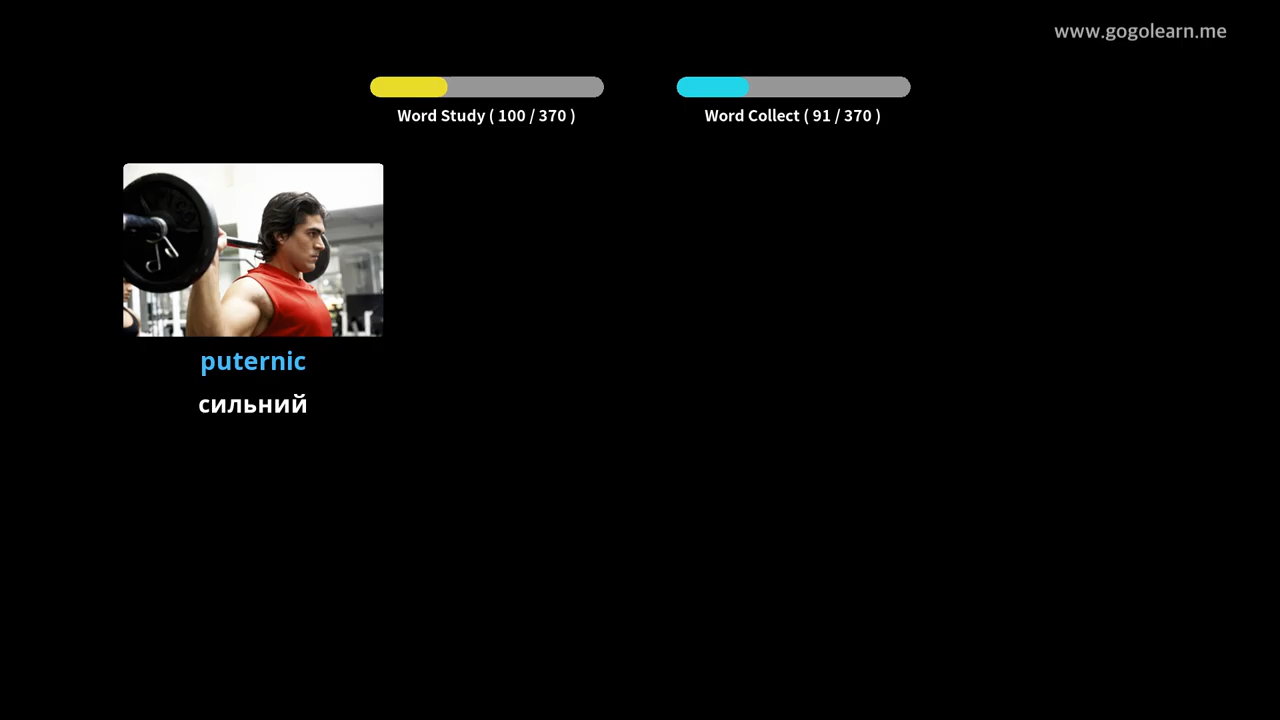 www.gogolearn.me
Word Study ( 100 / 370 )
Word Collect ( 91 / 370 )
puternic
сильний